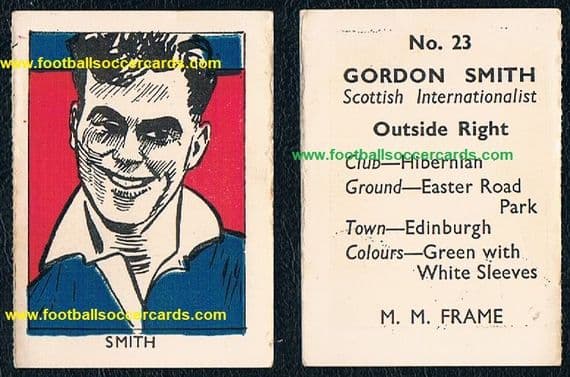 www.footballsoccercards.com
www.footballsoccercards.com
SMITH
No. 23
GORDON SMITH
Scottish Internationalist
Outside Right
www.footballsoccercards.com
Club—Hibernian
Ground—Easter Road
Park
Town—Edinburgh
Colours—Green with
White Sleeves
M. M. FRAME